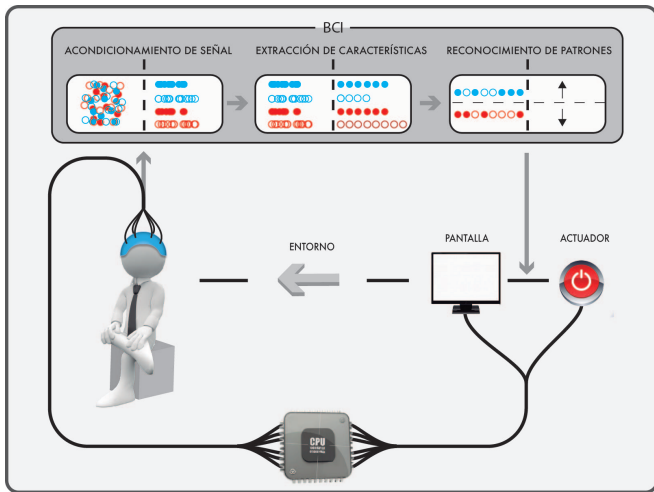 BCI
ACONDICIONAMIENTO DE SEÑAL
EXTRACCIÓN DE CARACTERÍSTICAS
RECONOCIMIENTO DE PATRONES
ENTORNO
PANTALLA
ACTUADOR
CPU